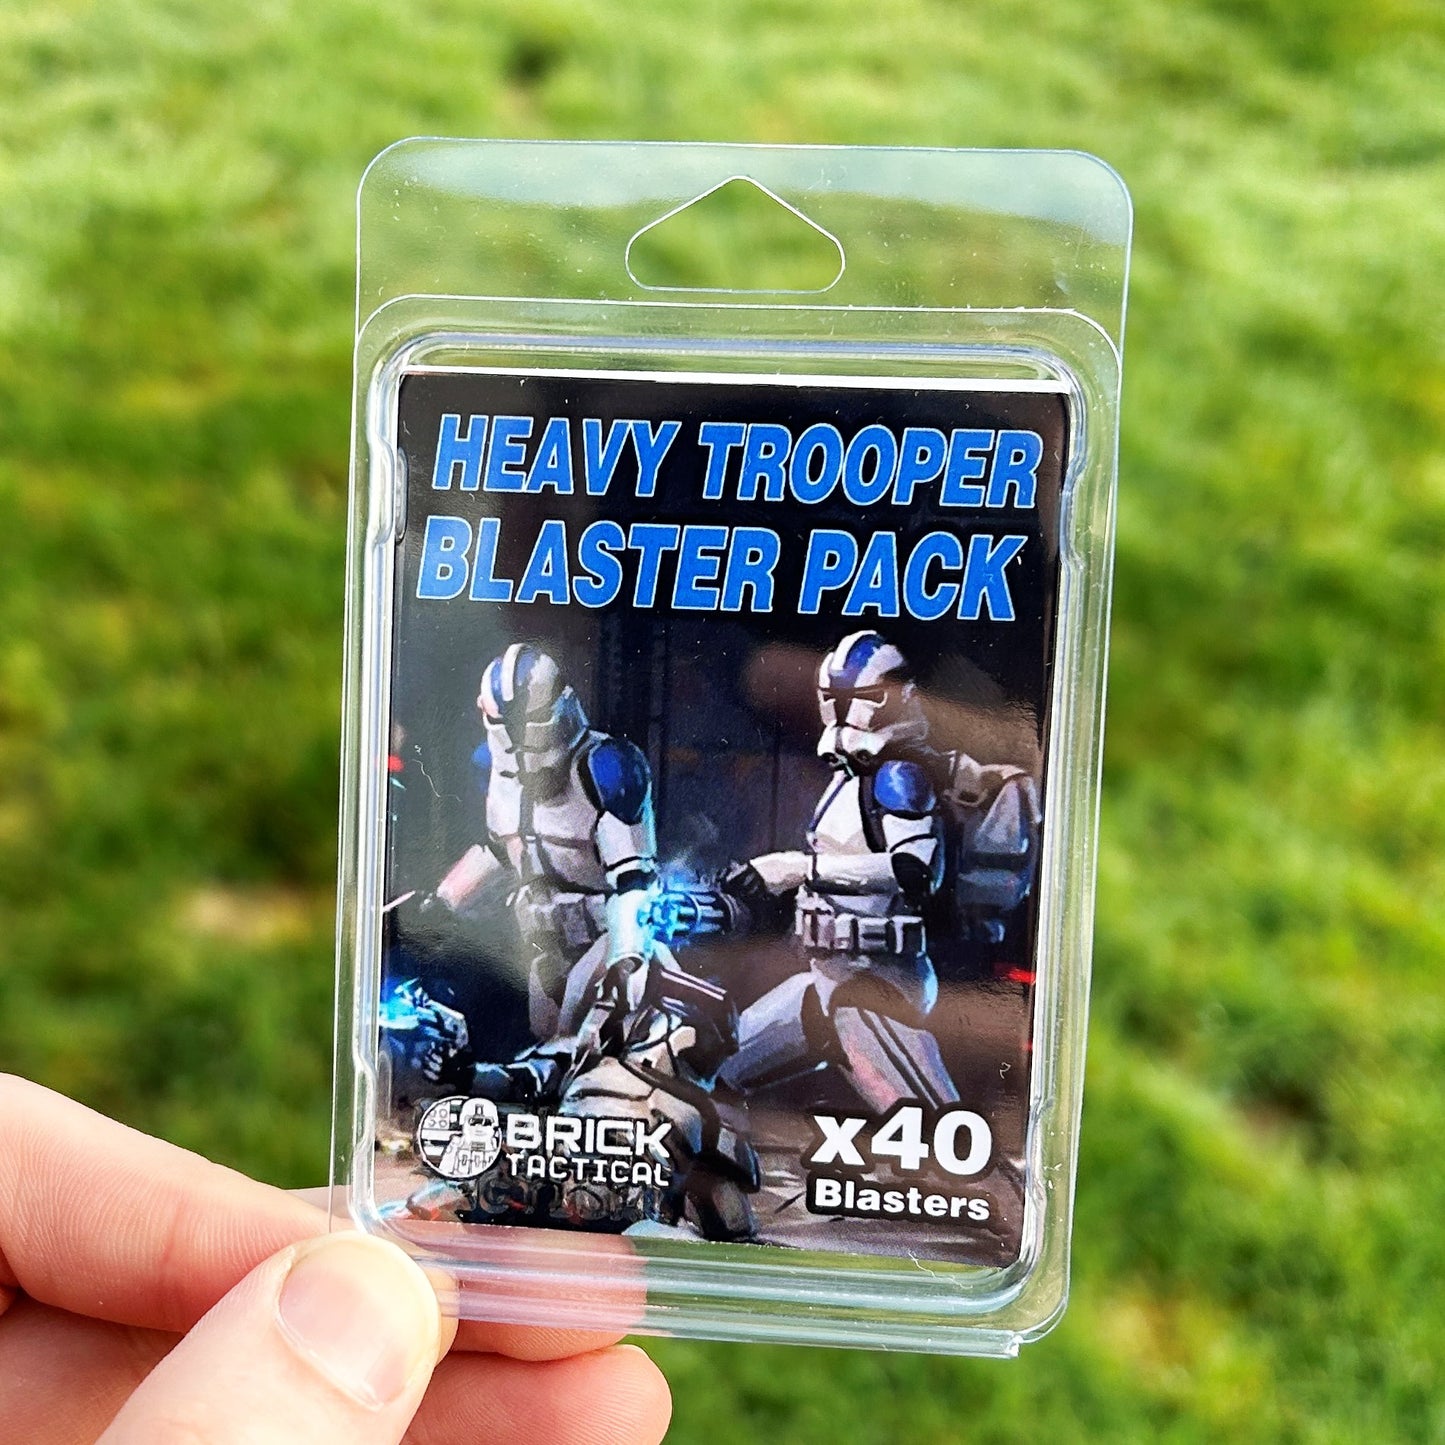 HEAVY TROOPER
BLASTER PACK
BRICK
TACTICAL
x40
Blasters